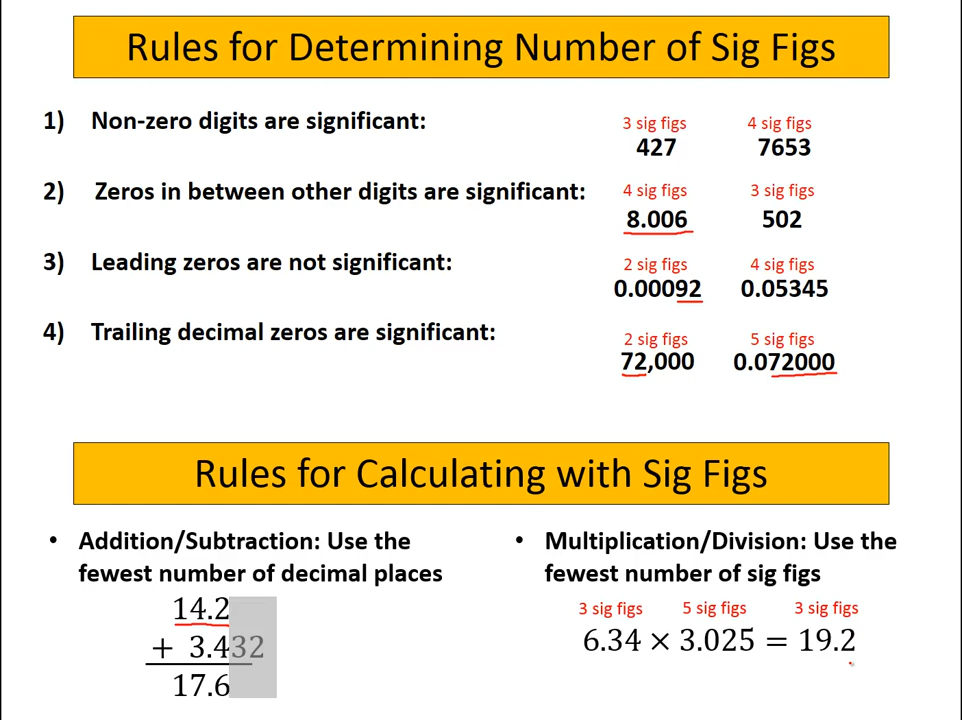 Rules for Determining Number of Sig Figs
1) Non-zero digits are significant:
3 sig figs 4 sig figs
427 7653
2) Zeros in between other digits are significant:
4 sig figs 3 sig figs
8.006 502
3) Leading zeros are not significant:
2 sig figs 4 sig figs
0.00092 0.05345
4) Trailing decimal zeros are significant:
2 sig figs 5 sig figs
72,000 0.072000
Rules for Calculating with Sig Figs
• Addition/Subtraction: Use the
fewest number of decimal places
14.2
+ 3.432
17.6
• Multiplication/Division: Use the
fewest number of sig figs
3 sig figs 5 sig figs 3 sig figs
6.34 × 3.025 = 19.2